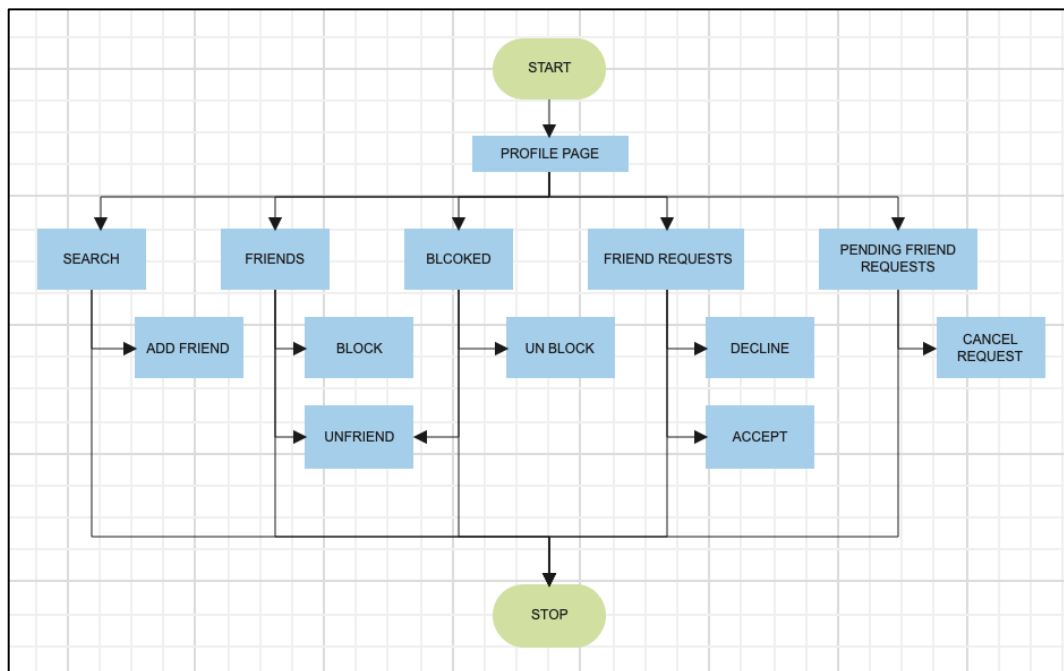 START
PROFILE PAGE
SEARCH
FRIENDS
BLCOKED
FRIEND REQUESTS
PENDING FRIEND
REQUESTS
ADD FRIEND
BLOCK
UN BLOCK
DECLINE
CANCEL
REQUEST
UNFRIEND
ACCEPT
STOP